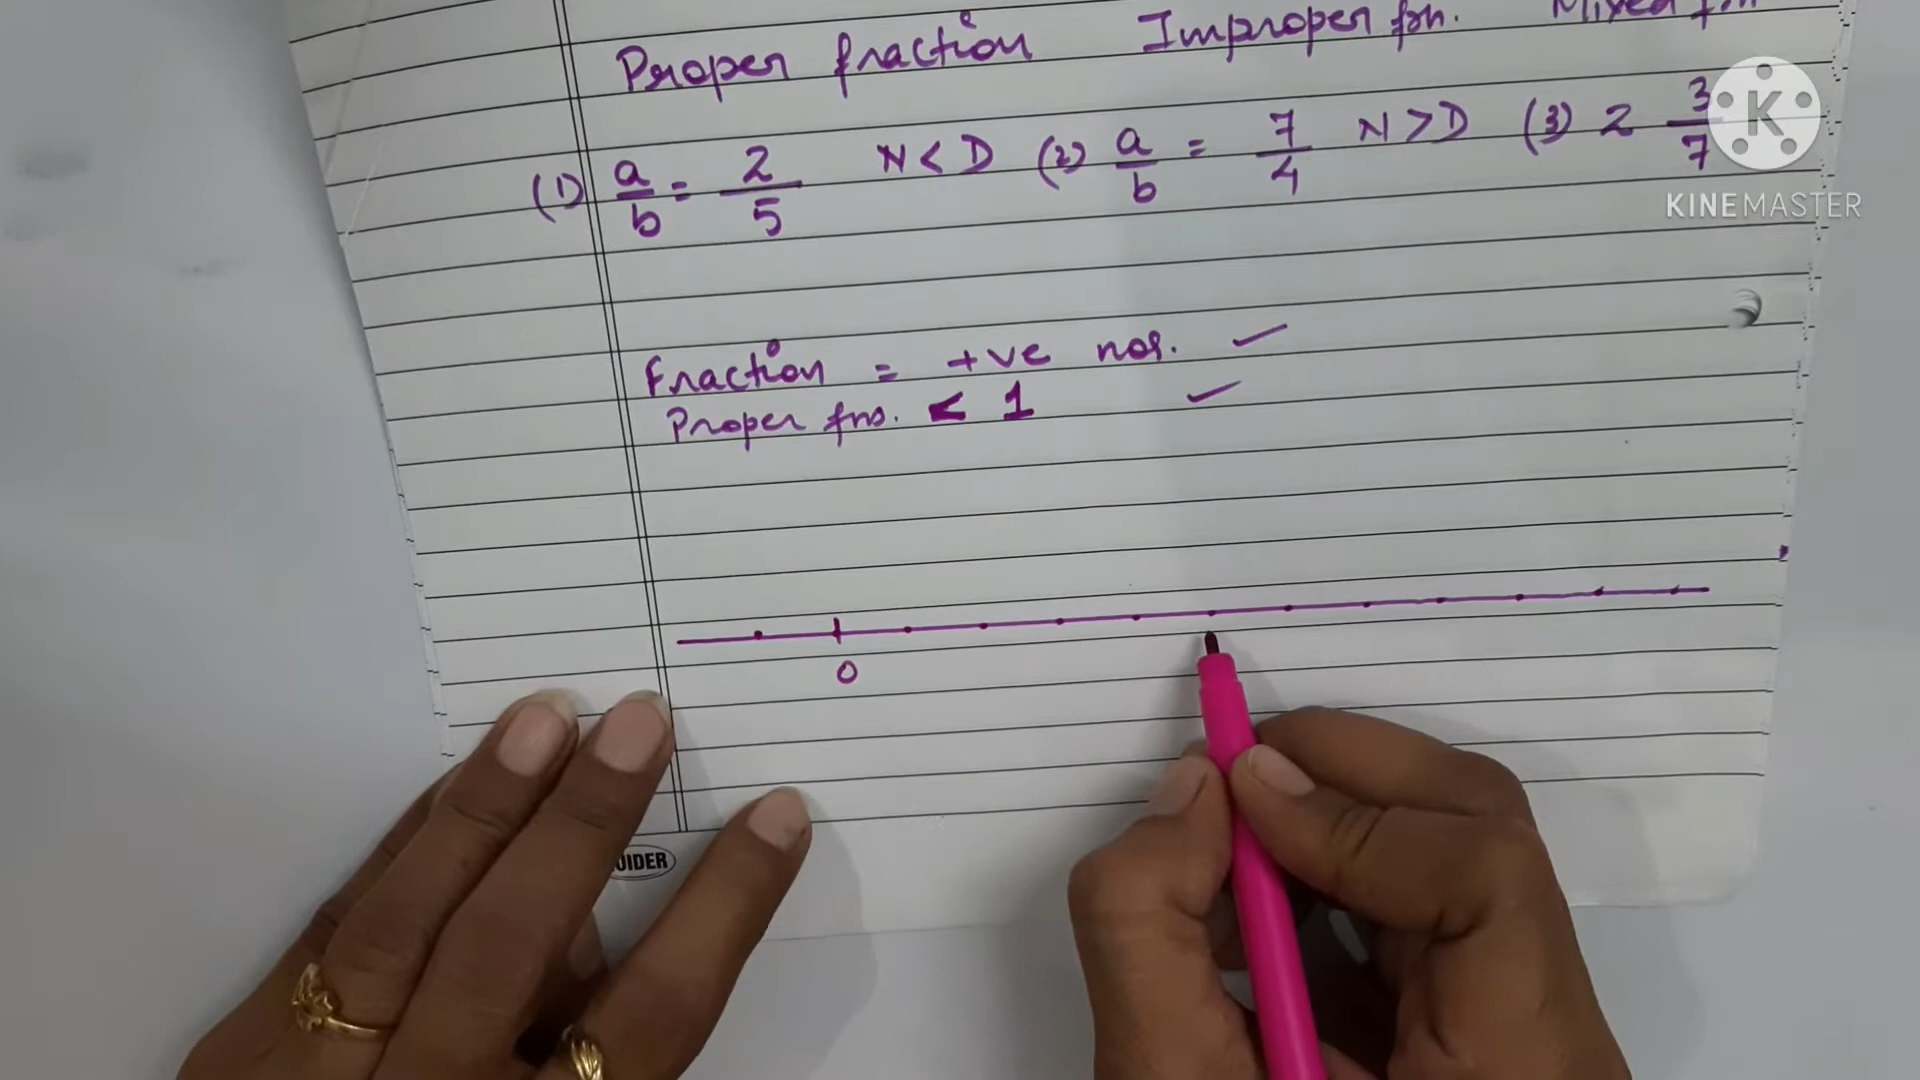 Proper fraction Improper frn. Mixed
(1) a/b = 2/5 N < D (2) a/b = 7/4 N > D (3) 2 3/7
KINEMASTER
Fraction = +ve nos. ✓
Proper frns. < 1 ✓
0
UIDER